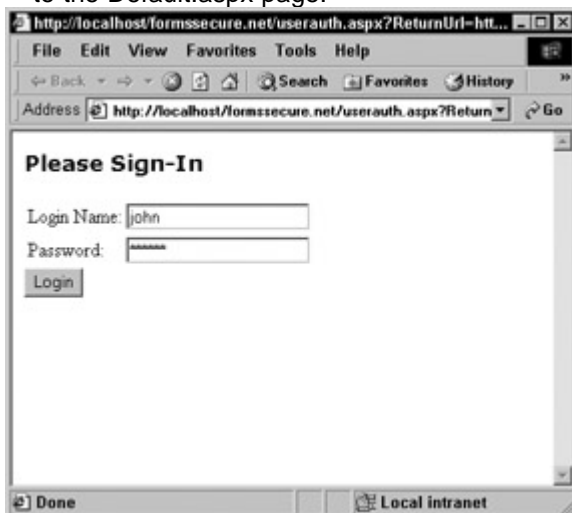 to the Default.aspx page.
http://localhost/formssecure.net/userauth.aspx?ReturnUrl=htt...
File Edit View Favorites Tools Help
Back Search Favorites History »
Address http://localhost/formssecure.net/userauth.aspx?Return Go
Please Sign-In
Login Name: john
Password: ******
Login
Done Local intranet